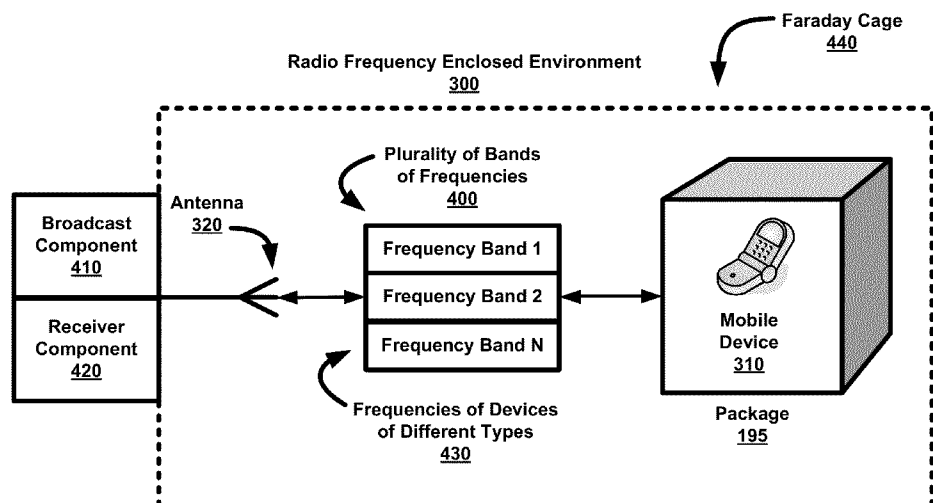 Faraday Cage
440
Radio Frequency Enclosed Environment
300
Plurality of Bands
of Frequencies
400
Antenna
320
Broadcast
Component
410
Receiver
Component
420
Frequency Band 1
Frequency Band 2
Frequency Band N
Mobile
Device
310
Package
195
Frequencies of Devices
of Different Types
430